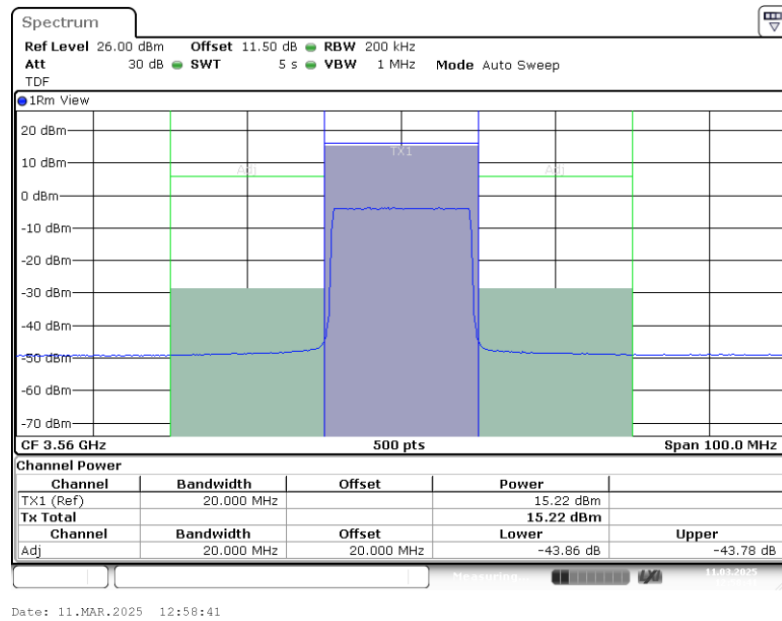 Spectrum
Ref Level 26.00 dBm Offset 11.50 dB RBW 200 kHz
Att 30 dB SWT 5 s VBW 1 MHz Mode Auto Sweep
TDF
1Rm View
20 dBm
TX1
10 dBm
Adj Adj
0 dBm
-10 dBm
-20 dBm
-30 dBm
-40 dBm
-50 dBm
-60 dBm
-70 dBm
CF 3.56 GHz 500 pts Span 100.0 MHz
Channel Power
Channel Bandwidth Offset Power
TX1 (Ref) 20.000 MHz 15.22 dBm
Tx Total 15.22 dBm
Channel Bandwidth Offset Lower Upper
Adj 20.000 MHz 20.000 MHz -43.86 dB -43.78 dB
Measuring LXI 11.03.2025
Date: 11.MAR.2025 12:58:41